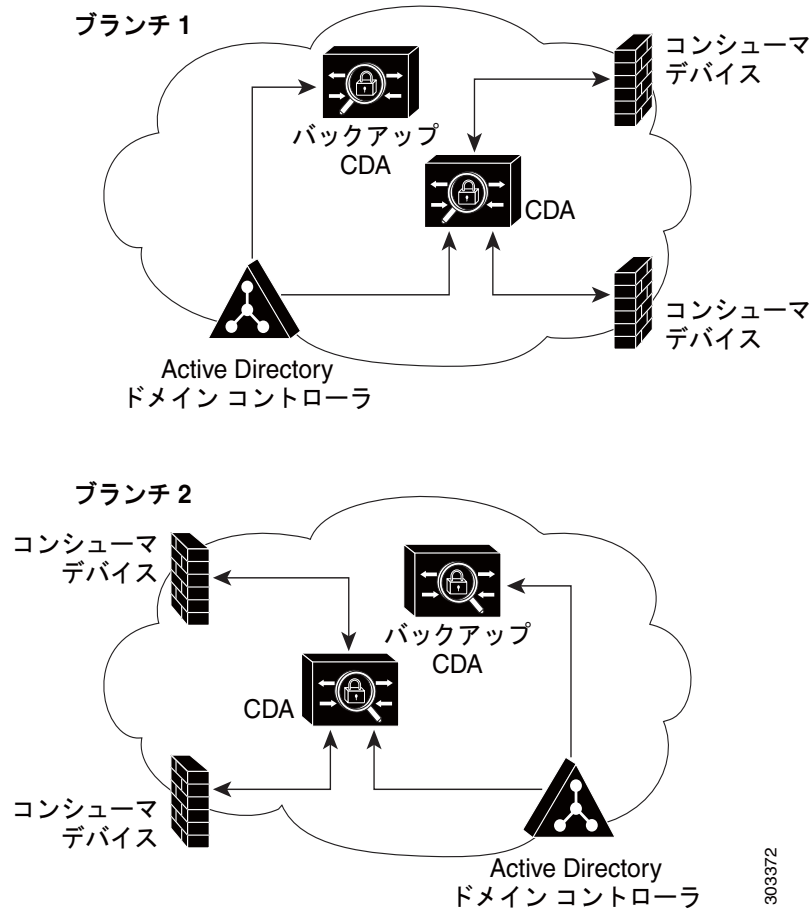 ブランチ 1
コンシューマ
デバイス
バックアップ
CDA
CDA
コンシューマ
デバイス
Active Directory
ドメイン コントローラ
ブランチ 2
コンシューマ
デバイス
バックアップ
CDA
CDA
コンシューマ
デバイス
Active Directory
ドメイン コントローラ
303372